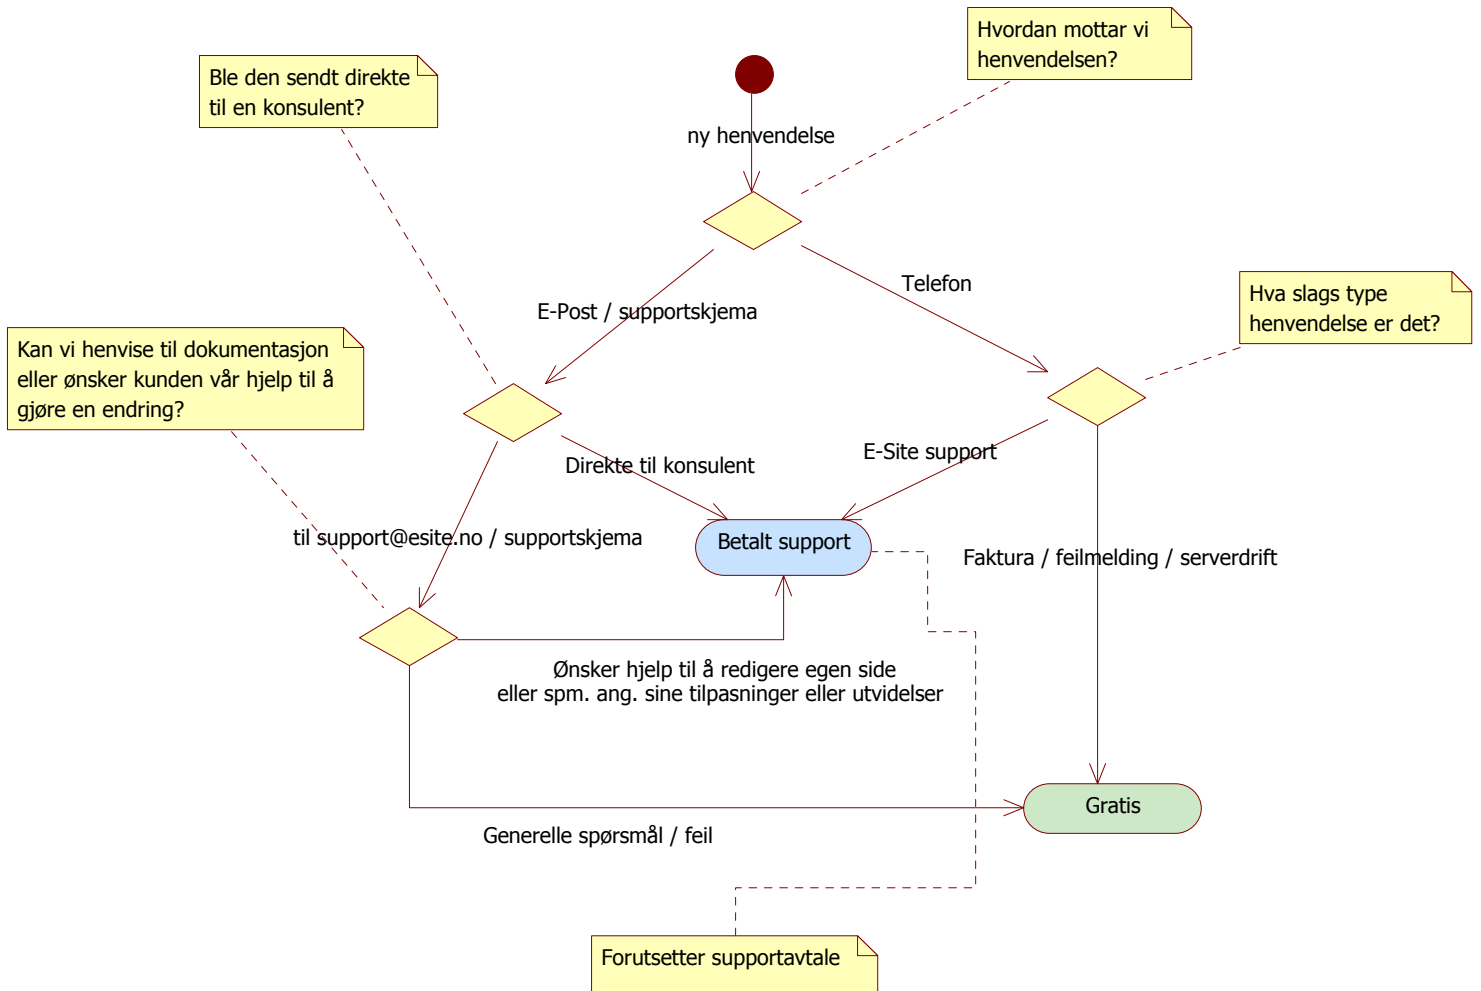 Hvordan mottar vi
henvendelsen?
Ble den sendt direkte
til en konsulent?
ny henvendelse
Telefon
Hva slags type
henvendelse er det?
E-Post / supportskjema
Kan vi henvise til dokumentasjon
eller ønsker kunden vår hjelp til å
gjøre en endring?
E-Site support
Direkte til konsulent
til support@esite.no / supportskjema
Betalt support
Faktura / feilmelding / serverdrift
Ønsker hjelp til å redigere egen side
eller spm. ang. sine tilpasninger eller utvidelser
Gratis
Generelle spørsmål / feil
Forutsetter supportavtale